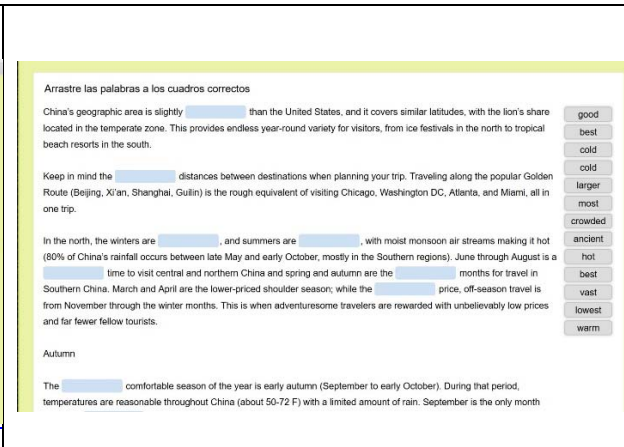 Arrastre las palabras a los cuadros correctos
China's geographic area is slightly than the United States, and it covers similar latitudes, with the lion's share
located in the temperate zone. This provides endless year-round variety for visitors, from ice festivals in the north to tropical
beach resorts in the south.
Keep in mind the distances between destinations when planning your trip. Traveling along the popular Golden
Route (Beijing, Xi'an, Shanghai, Guilin) is the rough equivalent of visiting Chicago, Washington DC, Atlanta, and Miami, all in
one trip.
In the north, the winters are , and summers are , with moist monsoon air streams making it hot
(80% of China's rainfall occurs between late May and early October, mostly in the Southern regions). June through August is a
time to visit central and northern China and spring and autumn are the months for travel in
Southern China. March and April are the lower-priced shoulder season; while the price, off-season travel is
from November through the winter months. This is when adventuresome travelers are rewarded with unbelievably low prices
and far fewer fellow tourists.
Autumn
The comfortable season of the year is early autumn (September to early October). During that period,
temperatures are reasonable throughout China (about 50-72 F) with a limited amount of rain. September is the only month
good
best
cold
cold
larger
most
crowded
ancient
hot
best
vast
lowest
warm